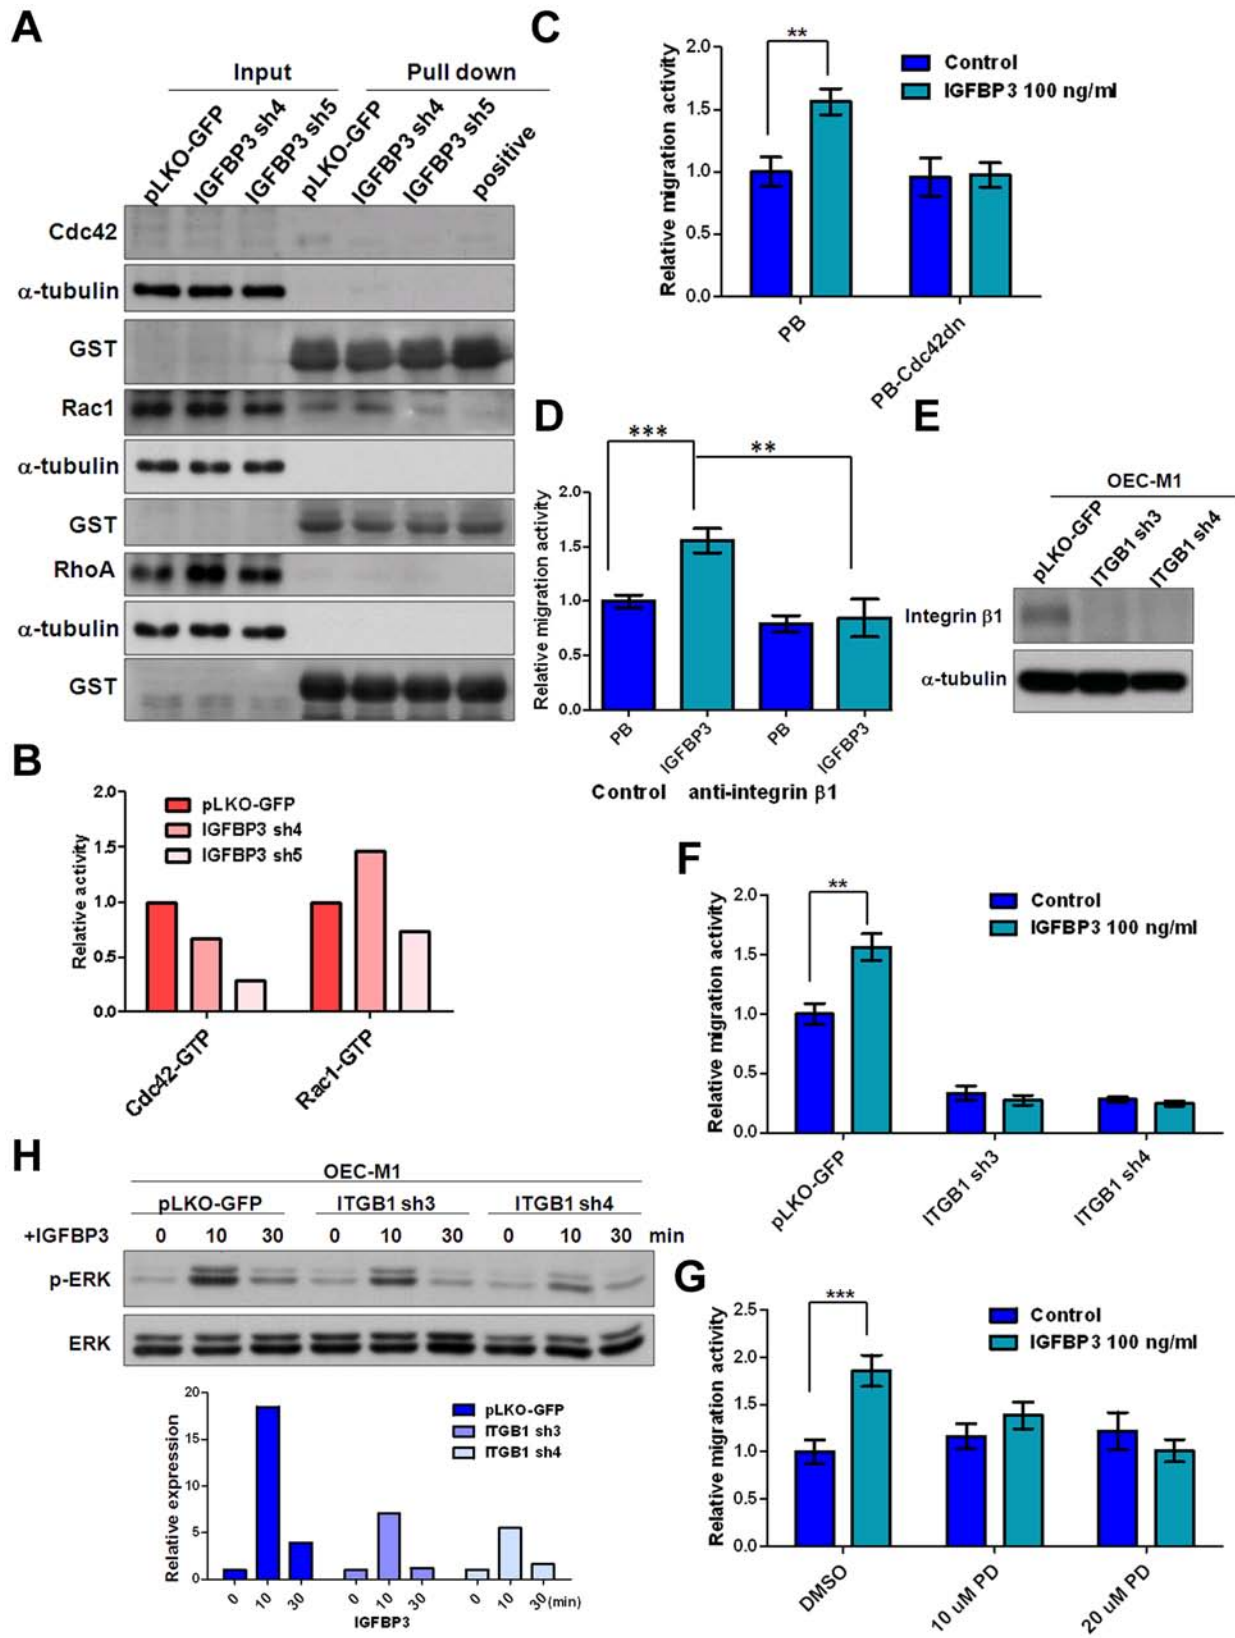 A
Input Pull down
pLKO-GFP IGFBP3 sh4 IGFBP3 sh5 pLKO-GFP IGFBP3 sh4 IGFBP3 sh5 positive
Cdc42
α-tubulin
GST
Rac1
α-tubulin
GST
RhoA
α-tubulin
GST
B
Relative activity
2.0
1.5
1.0
0.5
0.0
pLKO-GFP
IGFBP3 sh4
IGFBP3 sh5
Cdc42-GTP Rac1-GTP
C
Relative migration activity
2.0
1.5
1.0
0.5
0.0
**
Control
IGFBP3 100 ng/ml
PB PB-Cdc42dn
D
Relative migration activity
2.0
1.5
1.0
0.5
0.0
*** **
PB IGFBP3 PB IGFBP3
Control anti-integrin β1
E
OEC-M1
pLKO-GFP ITGB1 sh3 ITGB1 sh4
Integrin β1
α-tubulin
F
Relative migration activity
2.0
1.5
1.0
0.5
0.0
**
Control
IGFBP3 100 ng/ml
pLKO-GFP ITGB1 sh3 ITGB1 sh4
G
Relative migration activity
2.5
2.0
1.5
1.0
0.5
0.0
***
Control
IGFBP3 100 ng/ml
DMSO 10 uM PD 20 uM PD
H
OEC-M1
pLKO-GFP ITGB1 sh3 ITGB1 sh4
+IGFBP3 0 10 30 0 10 30 0 10 30 min
p-ERK
ERK
Relative expression
20
15
10
5
0
pLKO-GFP
ITGB1 sh3
ITGB1 sh4
0 10 30 0 10 30 0 10 30 (min)
IGFBP3